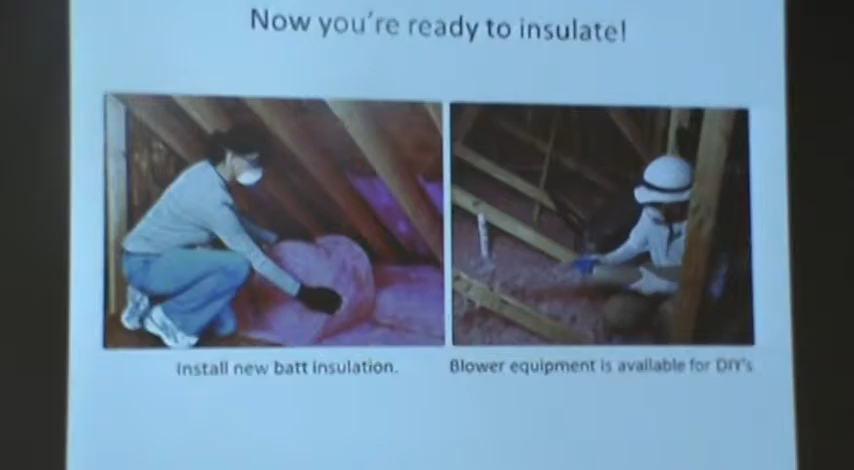 Now you're ready to insulate!
Install new batt insulation.
Blower equipment is available for DIY's